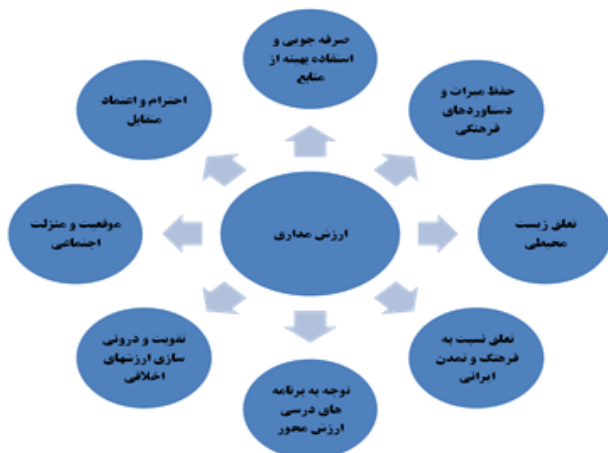 صرفه جویی و
استفاده بهینه از
منابع
حفظ میراث و
دستاوردهای
فرهنگی
تعلق زیست
محیطی
تعلق نسبت به
فرهنگ و تمدن
ایرانی
توجه به برنامه
های درسی
ارزش محور
تقویت و درونی
سازی ارزشهای
اخلاقی
موقعیت و منزلت
اجتماعی
احترام و اعتماد
متقابل
ارزش مداری